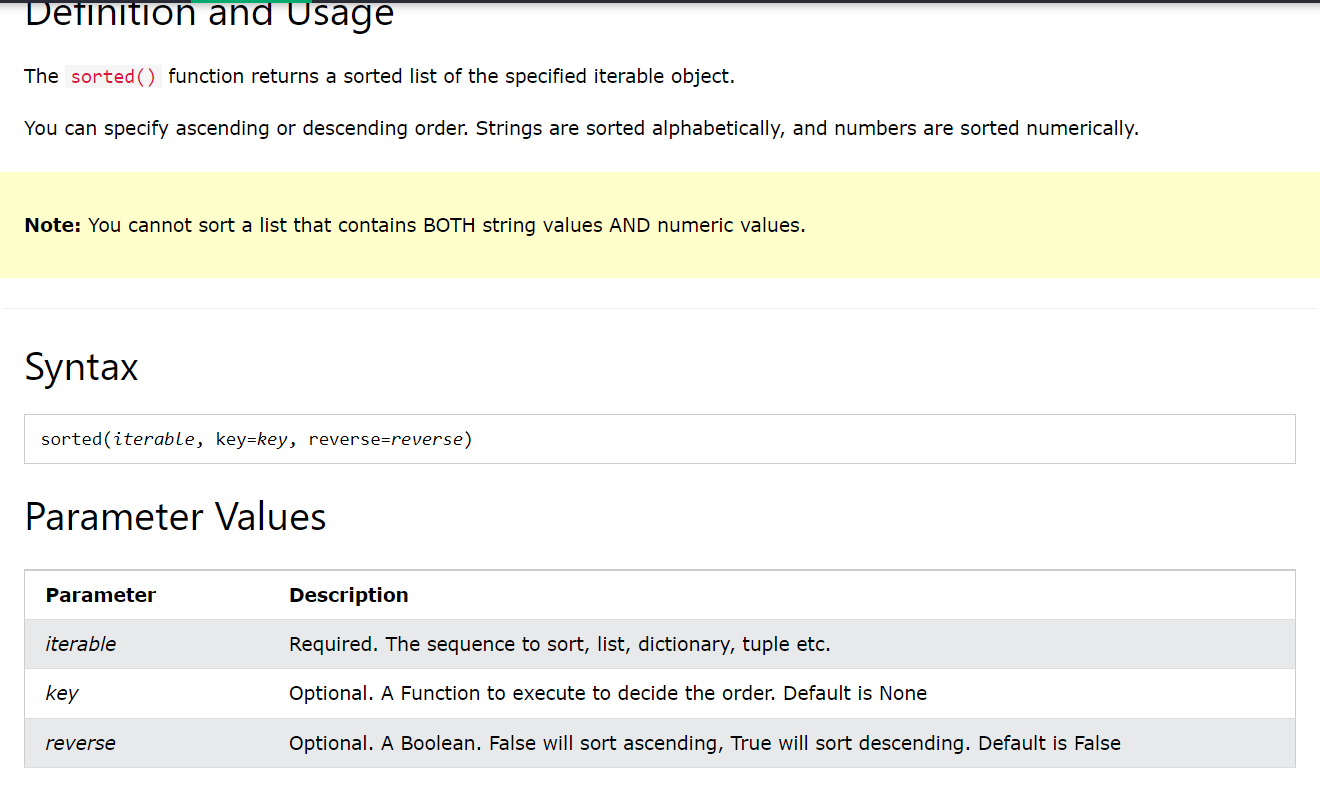 Definition and Usage
The sorted() function returns a sorted list of the specified iterable object.
You can specify ascending or descending order. Strings are sorted alphabetically, and numbers are sorted numerically.
Note: You cannot sort a list that contains BOTH string values AND numeric values.
Syntax
sorted(iterable, key=key, reverse=reverse)
Parameter Values
Parameter Description
iterable Required. The sequence to sort, list, dictionary, tuple etc.
key Optional. A Function to execute to decide the order. Default is None
reverse Optional. A Boolean. False will sort ascending, True will sort descending. Default is False